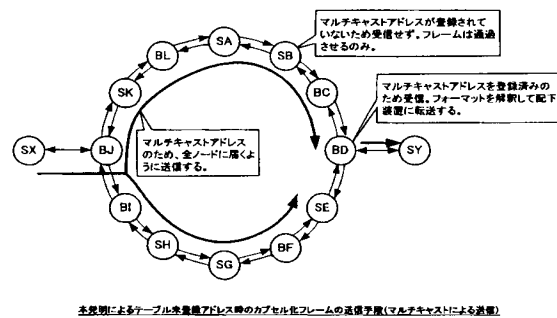 マルチキャストアドレスが登録されて
いないため受信せず。フレームは通過
させるのみ。
SA
BL
SB
SK
BC
マルチキャストアドレスを登録済みの
ため受信。フォーマットを解釈して配下
装置に転送する。
マルチキャストアドレス
のため、全ノードに届くよ
うに送信する。
SX
BJ
BD
SY
BI
SE
SH
BF
SG
本発明によるテーブル未登録アドレス時のカプセル化フレームの送信手順(マルチキャストによる送信)